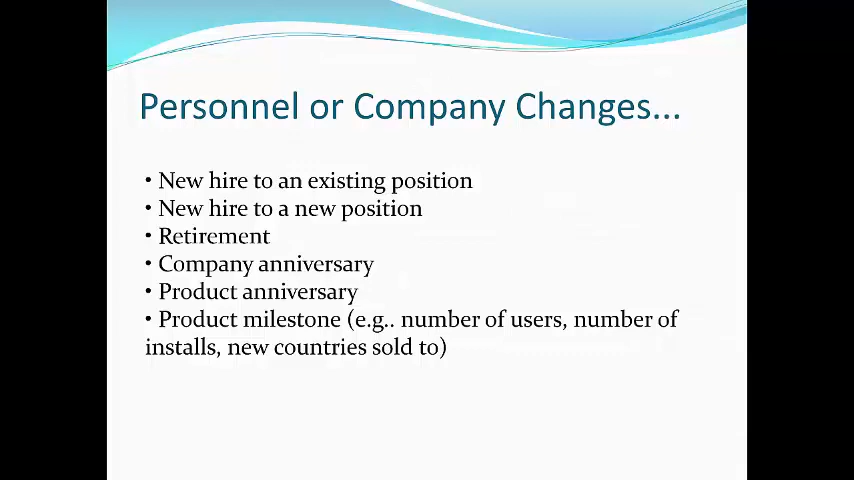 Personnel or Company Changes...
• New hire to an existing position
• New hire to a new position
• Retirement
• Company anniversary
• Product anniversary
• Product milestone (e.g.. number of users, number of
installs, new countries sold to)